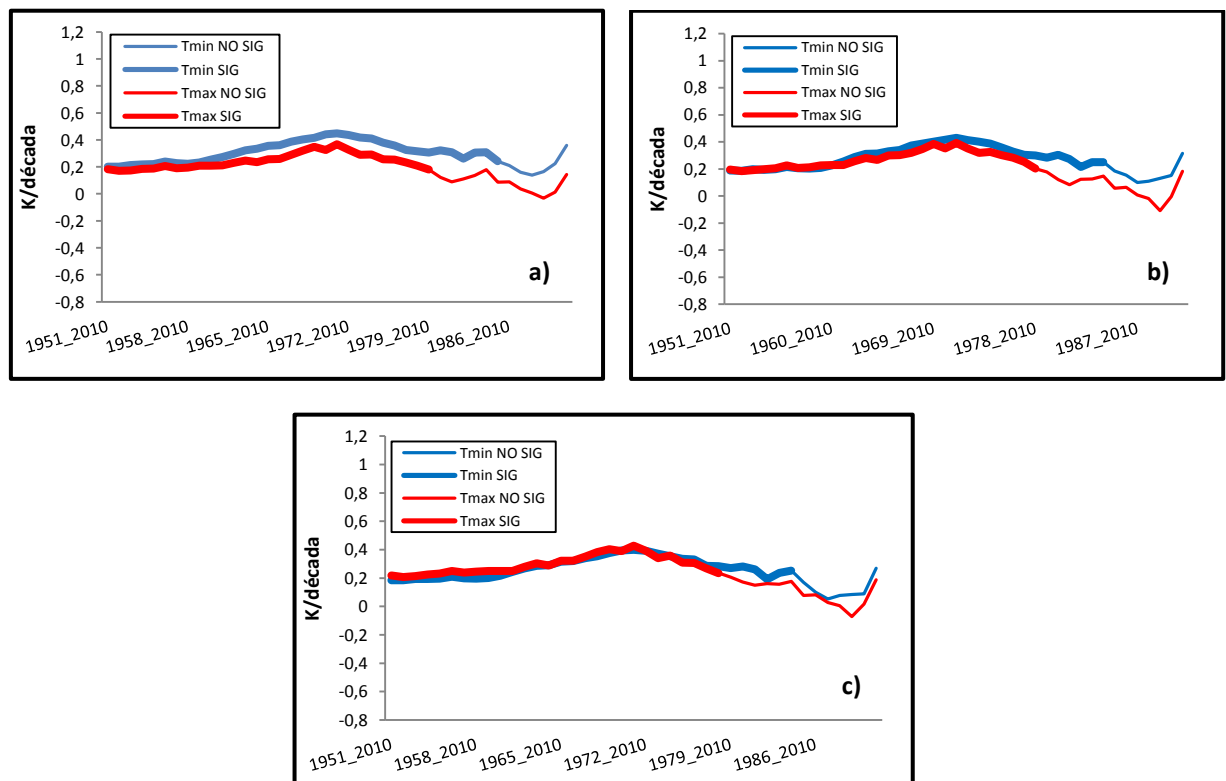 1,2
1
0,8
0,6
0,4
0,2
0
-0,2
-0,4
-0,6
-0,8
K/década
Tmin NO SIG
Tmin SIG
Tmax NO SIG
Tmax SIG
a)
1951_2010
1958_2010
1965_2010
1972_2010
1979_2010
1986_2010
1,2
1
0,8
0,6
0,4
0,2
0
-0,2
-0,4
-0,6
-0,8
K/década
Tmin NO SIG
Tmin SIG
Tmax NO SIG
Tmax SIG
b)
1951_2010
1960_2010
1969_2010
1978_2010
1987_2010
1,2
1
0,8
0,6
0,4
0,2
0
-0,2
-0,4
-0,6
-0,8
K/década
Tmin NO SIG
Tmin SIG
Tmax NO SIG
Tmax SIG
c)
1951_2010
1958_2010
1965_2010
1972_2010
1979_2010
1986_2010